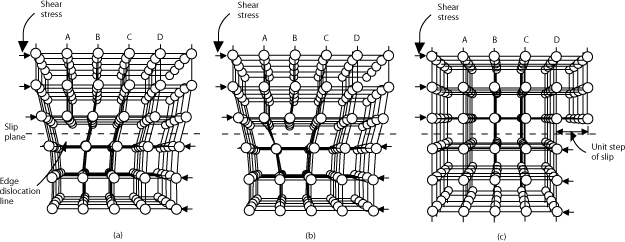 Shear
stress
A B C D
Slip
plane
Edge
dislocation
line
(a)
Shear
stress
A B C D
(b)
Shear
stress
A B C D
Unit step
of slip
(c)